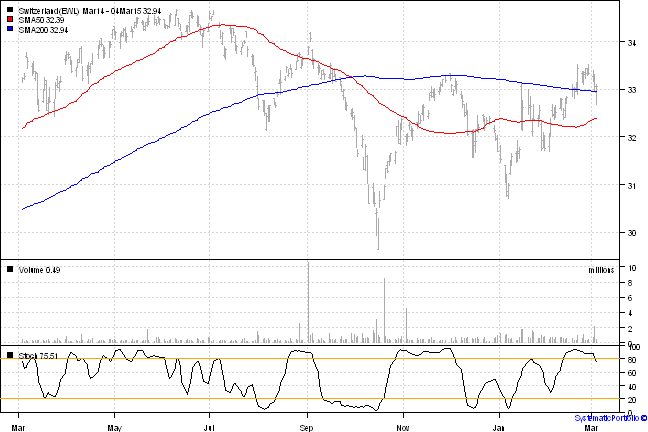 Switzerland(EWL) Mar14 - 04Mar15 32.94
SMA50 32.39
SMA200 32.94
34
33
32
31
30
Volume 0.49
millions
10
8
6
4
2
0
Stoch 75.51
100
80
60
40
20
0
SystematicPortfolio ©
Mar
May
Jul
Sep
Nov
Jan
Mar